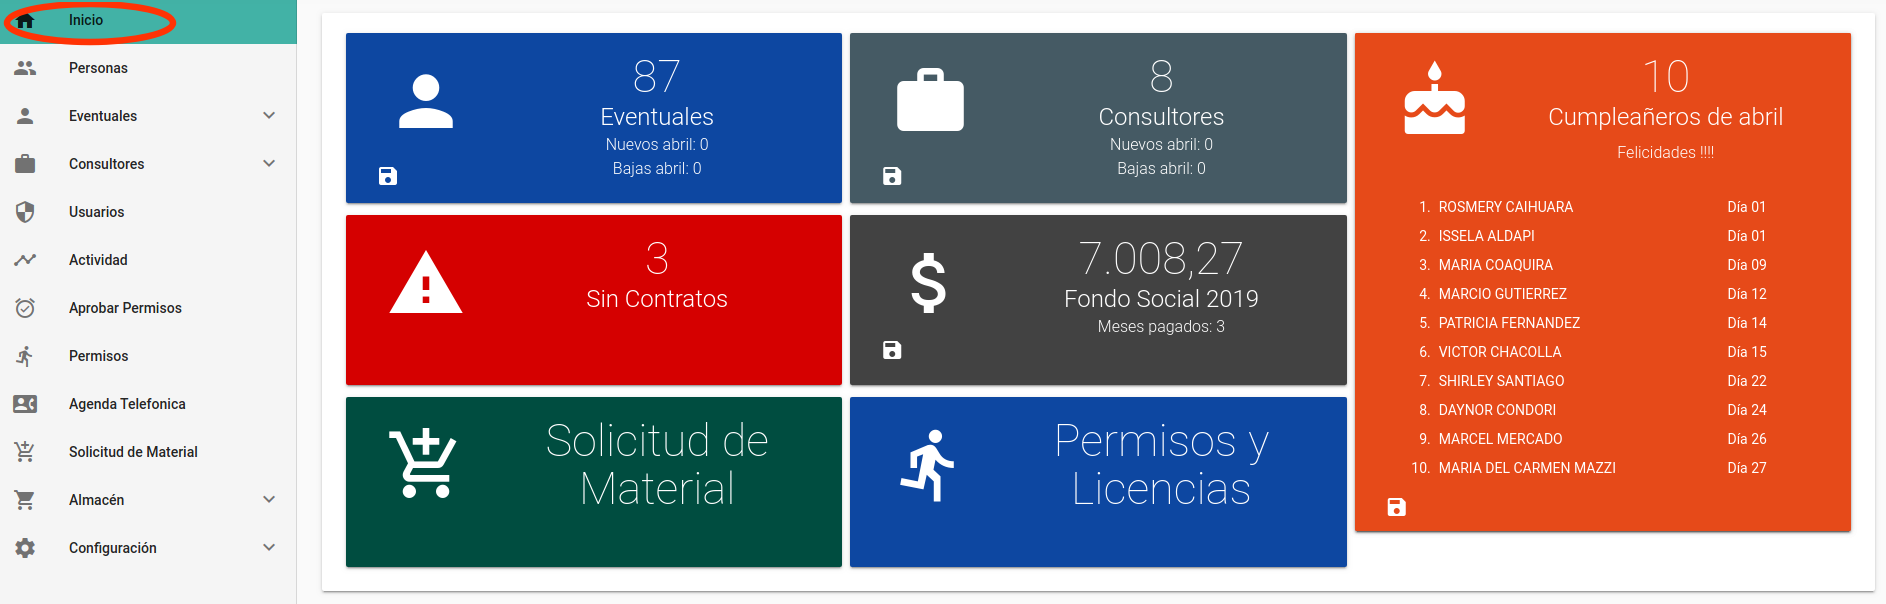 Inicio
Personas
Eventuales
Consultores
Usuarios
Actividad
Aprobar Permisos
Permisos
Agenda Telefonica
Solicitud de Material
Almacén
Configuración
87
Eventuales
Nuevos abril: 0
Bajas abril: 0
8
Consultores
Nuevos abril: 0
Bajas abril: 0
3
Sin Contratos
7.008,27
Fondo Social 2019
Meses pagados: 3
Solicitud de
Material
Permisos y
Licencias
10
Cumpleañeros de abril
Felicidades !!!!
1. ROSMERY CAIHUARA Día 01
2. ISSELA ALDAPI Día 01
3. MARIA COAQUIRA Día 09
4. MARCIO GUTIERREZ Día 12
5. PATRICIA FERNANDEZ Día 14
6. VICTOR CHACOLLA Día 15
7. SHIRLEY SANTIAGO Día 22
8. DAYNOR CONDORI Día 24
9. MARCEL MERCADO Día 26
10. MARIA DEL CARMEN MAZZI Día 27